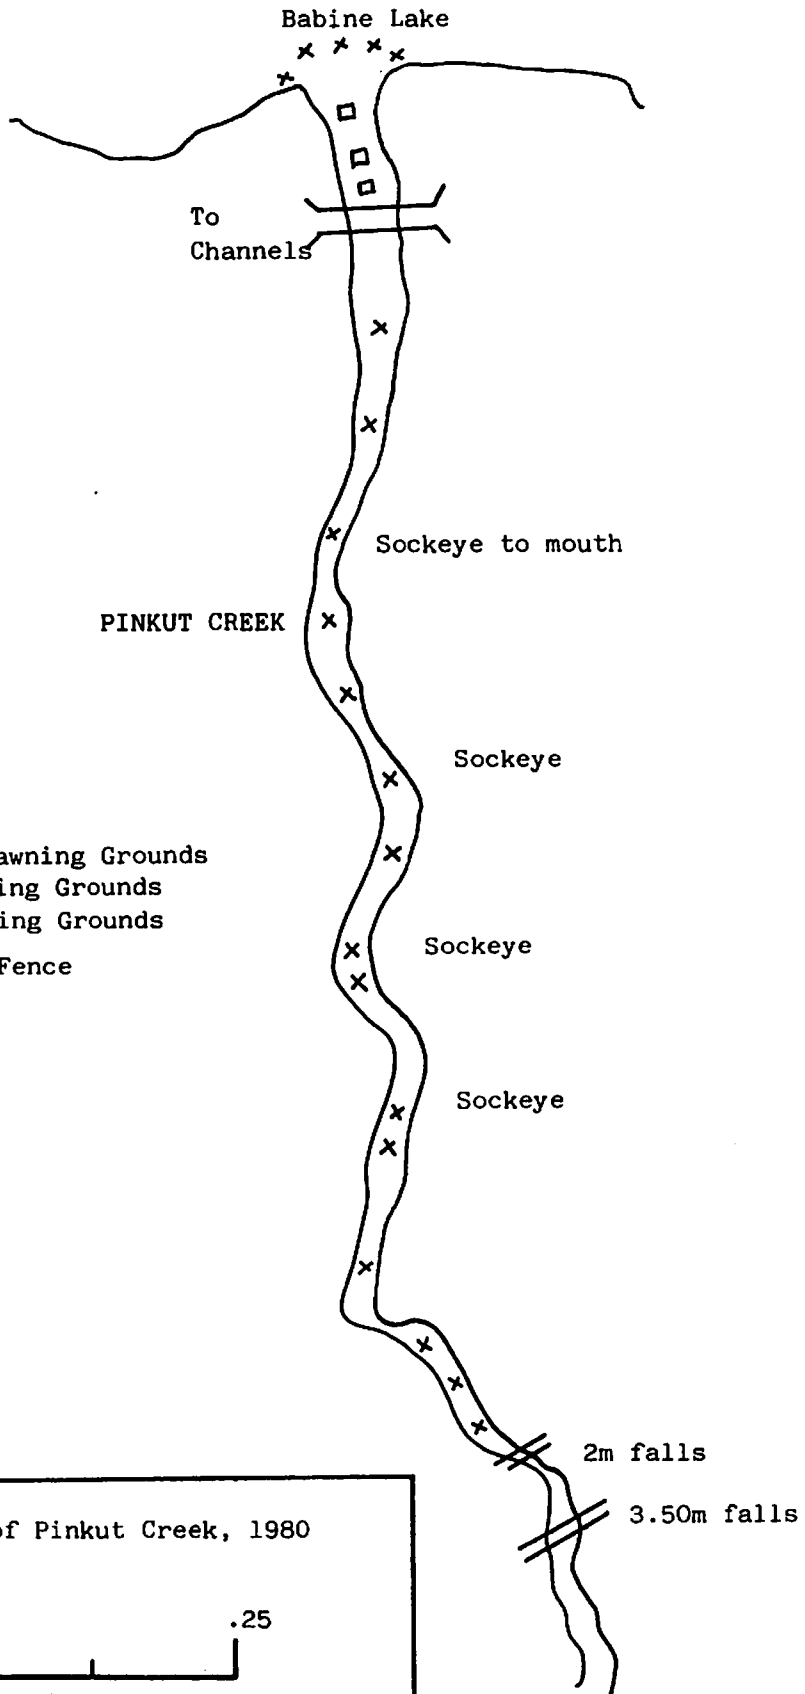 Babine Lake
To
Channels
Sockeye to mouth
PINKUT CREEK
Sockeye
awning Grounds
ing Grounds
ing Grounds
Fence
Sockeye
Sockeye
2m falls
3.50m falls
of Pinkut Creek, 1980
.25